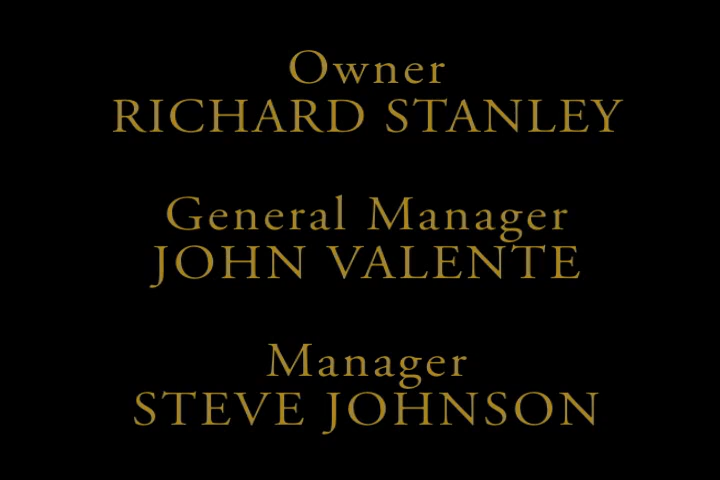 Owner
RICHARD STANLEY
General Manager
JOHN VALENTE
Manager
STEVE JOHNSON